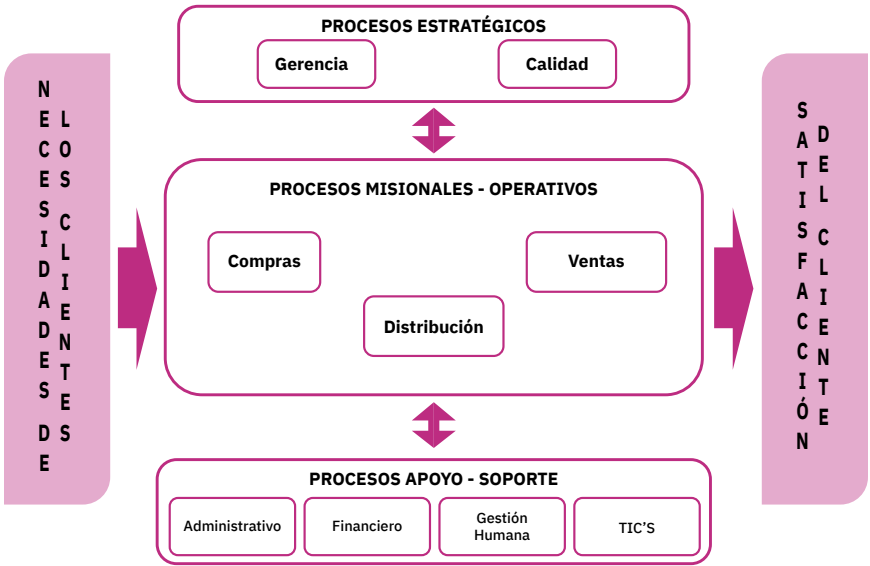 PROCESOS ESTRATÉGICOS
Gerencia
Calidad
NECESIDADES DE
LOS CLIENTES
PROCESOS MISIONALES - OPERATIVOS
Compras
Ventas
Distribución
SATISFACCIÓN
DEL CLIENTE
PROCESOS APOYO - SOPORTE
Administrativo
Financiero
Gestión
Humana
TIC'S